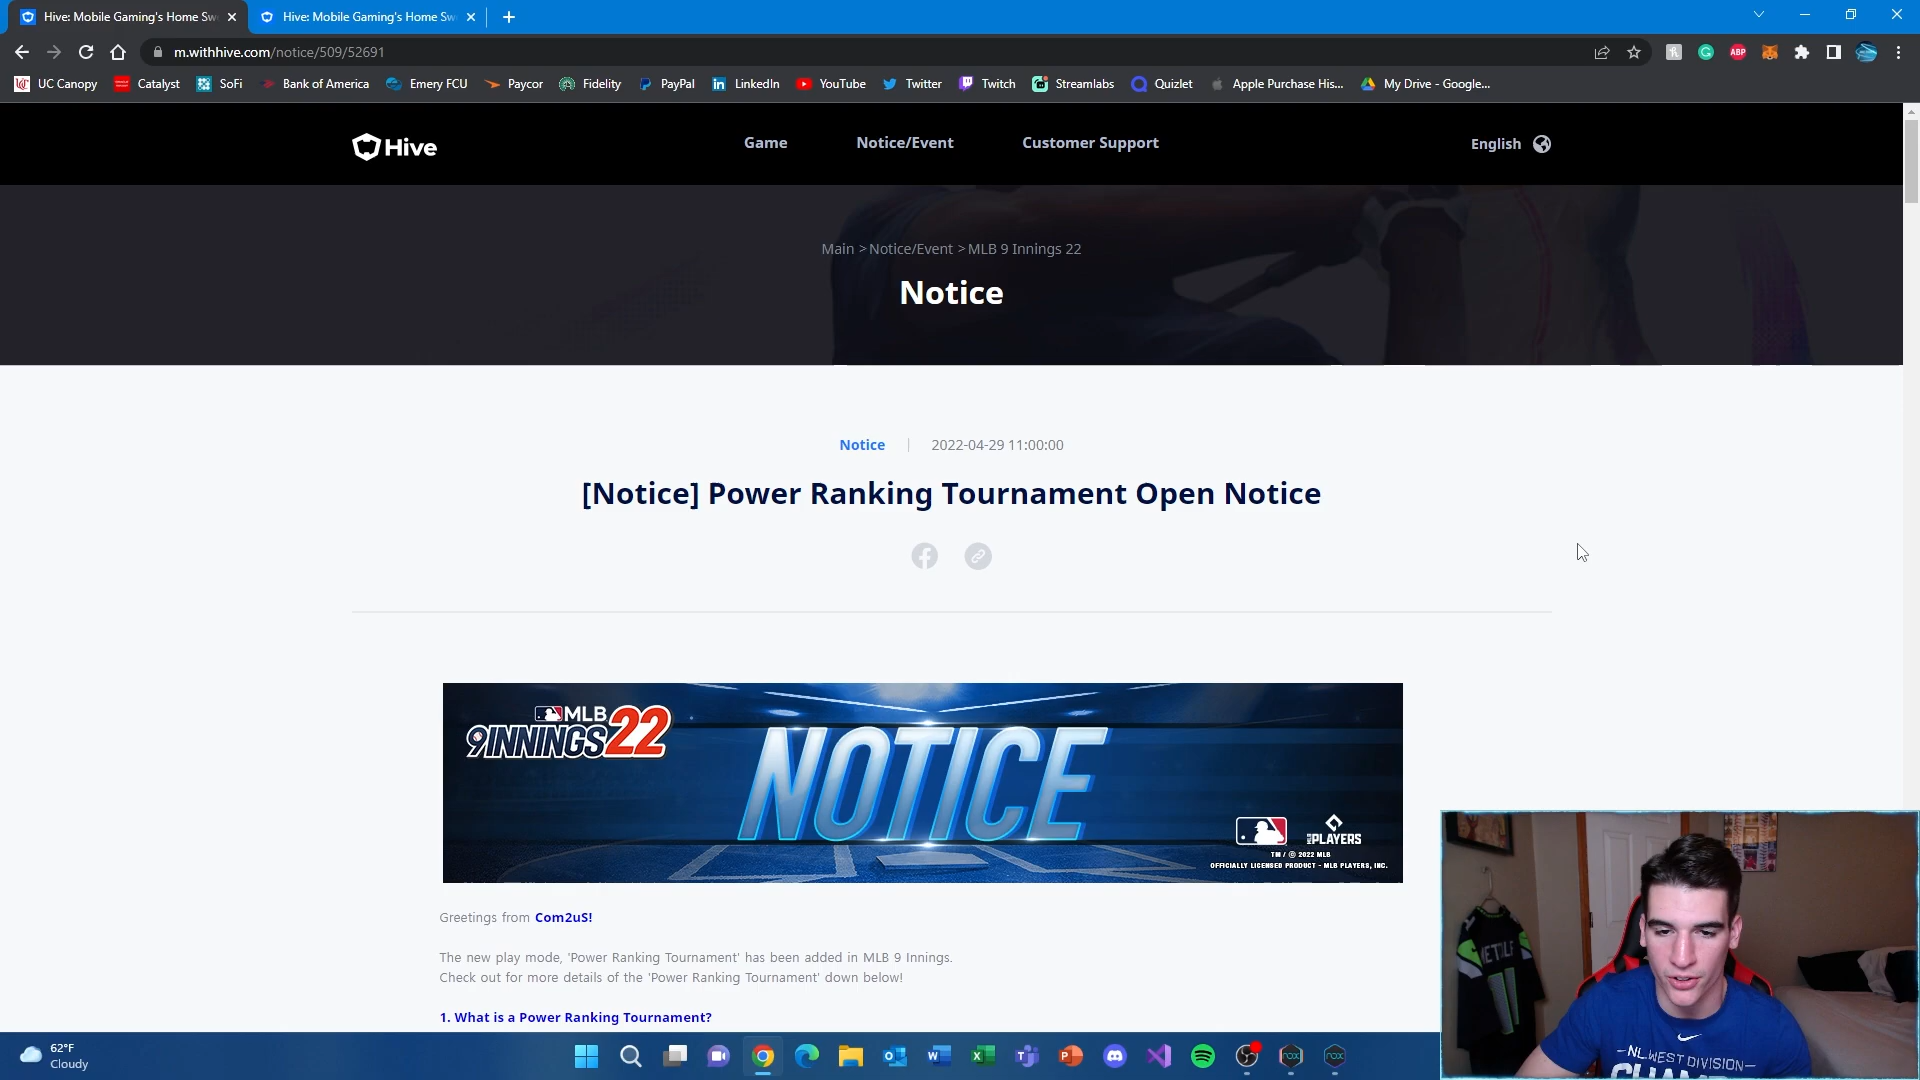 Hive: Mobile Gaming's Home Sw
Hive: Mobile Gaming's Home Sw
m.withhive.com/notice/509/52691
UC Canopy
Catalyst
SoFi
Bank of America
Emery FCU
Paycor
Fidelity
PayPal
LinkedIn
YouTube
Twitter
Twitch
Streamlabs
Quizlet
Apple Purchase His...
My Drive - Google...
ABP
Hive
Game
Notice/Event
Customer Support
English
Main > Notice/Event > MLB 9 Innings 22
Notice
Notice | 2022-04-29 11:00:00
[Notice] Power Ranking Tournament Open Notice
MLB
9INNINGS22
NOTICE
PLAYERS
TM / © 2022 MLB
OFFICIALLY LICENSED PRODUCT - MLB PLAYERS, INC.
Greetings from Com2uS!
The new play mode, 'Power Ranking Tournament' has been added in MLB 9 Innings.
Check out for more details of the 'Power Ranking Tournament' down below!
1. What is a Power Ranking Tournament?
62°F
Cloudy
NL WEST DIVISION